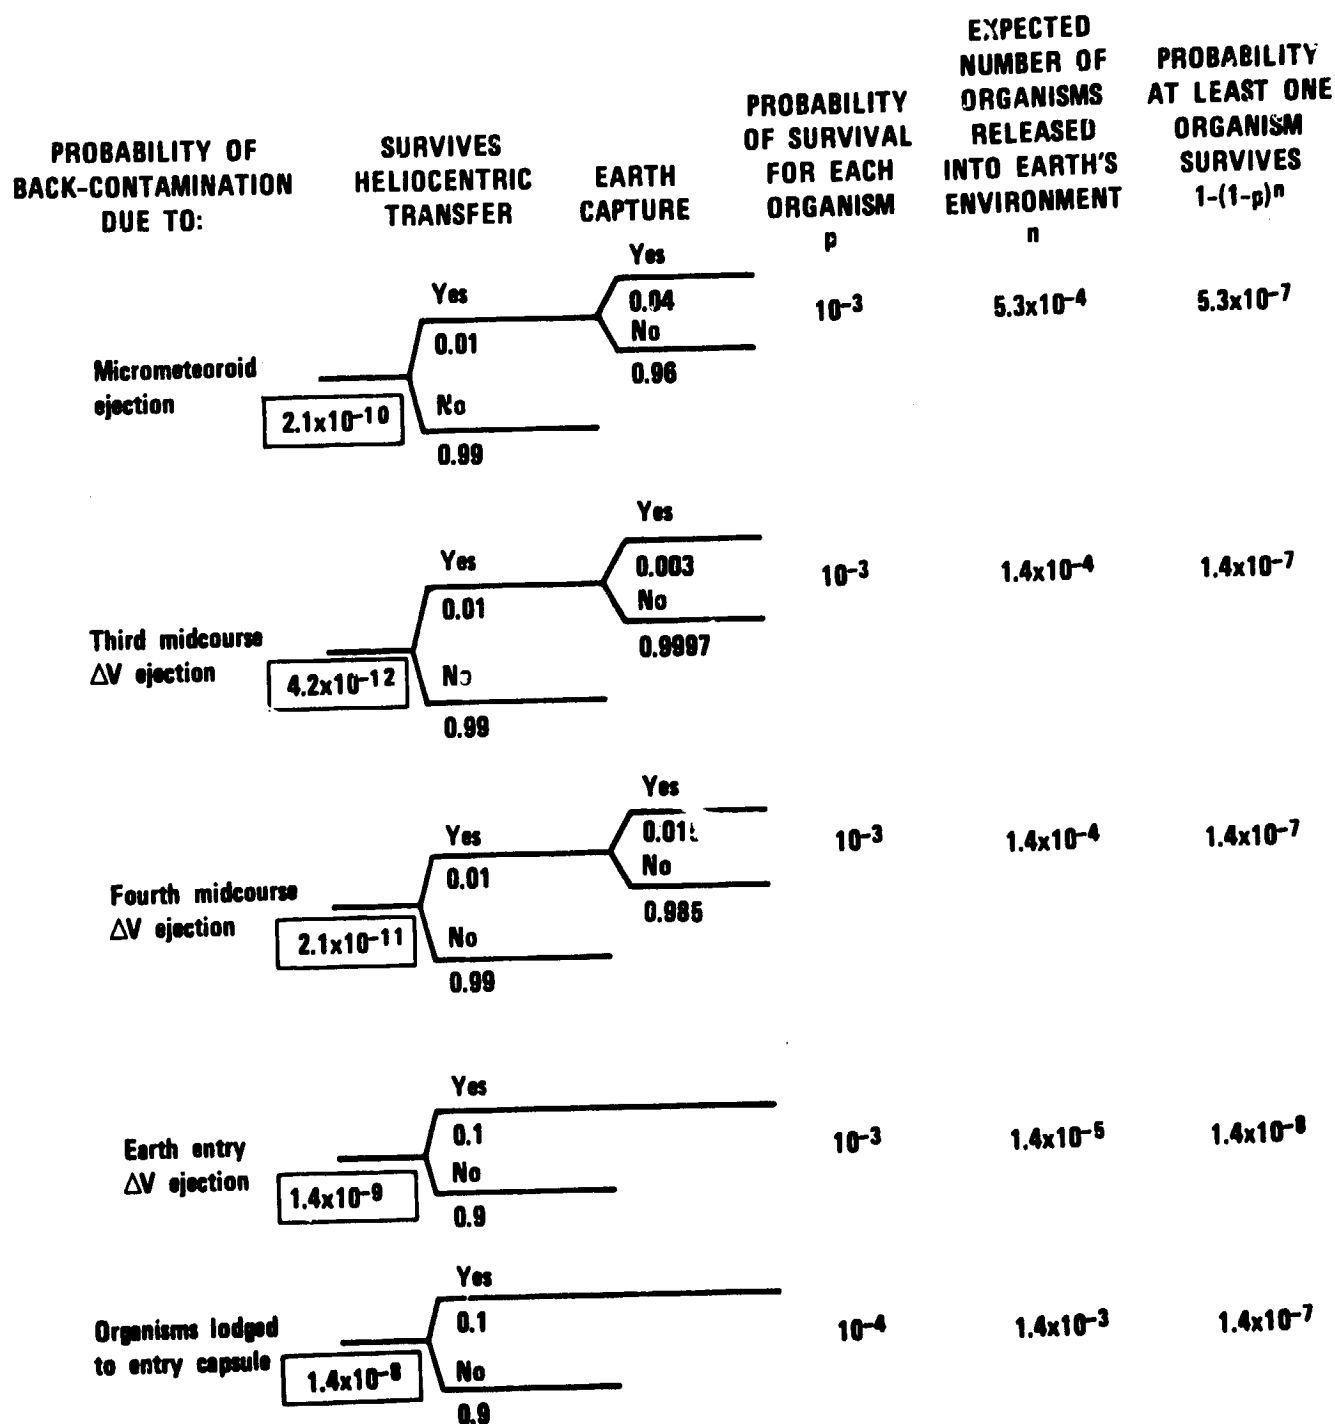 PROBABILITY OF
BACK-CONTAMINATION
DUE TO:
SURVIVES
HELIOCENTRIC
TRANSFER
EARTH
CAPTURE
PROBABILITY
OF SURVIVAL
FOR EACH
ORGANISM
p
EXPECTED
NUMBER OF
ORGANISMS
RELEASED
INTO EARTH'S
ENVIRONMENT
n
PROBABILITY
AT LEAST ONE
ORGANISM
SURVIVES
1-(1-p)ⁿ
Micrometeoroid
ejection
2.1x10⁻¹⁰
Yes
0.01
No
0.99
Yes
0.04
No
0.96
10⁻³
5.3x10⁻⁴
5.3x10⁻⁷
Third midcourse
ΔV ejection
4.2x10⁻¹²
Yes
0.01
No
0.99
Yes
0.003
No
0.9997
10⁻³
1.4x10⁻⁴
1.4x10⁻⁷
Fourth midcourse
ΔV ejection
2.1x10⁻¹¹
Yes
0.01
No
0.99
Yes
0.015
No
0.985
10⁻³
1.4x10⁻⁴
1.4x10⁻⁷
Earth entry
ΔV ejection
1.4x10⁻⁹
Yes
0.1
No
0.9
10⁻³
1.4x10⁻⁵
1.4x10⁻⁸
Organisms lodged
to entry capsule
1.4x10⁻⁸
Yes
0.1
No
0.9
10⁻⁴
1.4x10⁻³
1.4x10⁻⁷